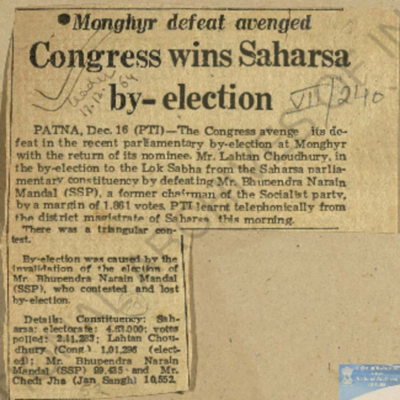 Monghyr defeat avenged
Congress wins Saharsa
by-election
17.12.64
VII/240
PATNA, Dec. 16 (PTI)—The Congress avenge its de-
feat in the recent parliamentary by-election at Monghyr
with the return of its nominee. Mr. Lahtan Choudhury, in
the by-election to the Lok Sabha from the Saharsa parlia-
mentary constituency by defeating Mr. Bhupendra Narain
Mandal (SSP), a former chairman of the Socialist party,
by a margin of 1,861 votes. PTI learnt telephonically from
the district magistrate of Saharsa this morning.
There was a triangular con-
test.
By-election was caused by the
invalidation of the election of
Mr. Bhupendra Narain Mandal
(SSP), who contested and lost
by-election.
Details: Constituency: Sah-
arsa: electorate: votes
polled: Lahtan Chou-
dhury (Cong.) 1,01,296 (elect-
ed); Mr. Bhupendra Narain
Mandal (SSP) 99,435 and Mr.
Chedi Jha (Jan Sangh) 10,552.